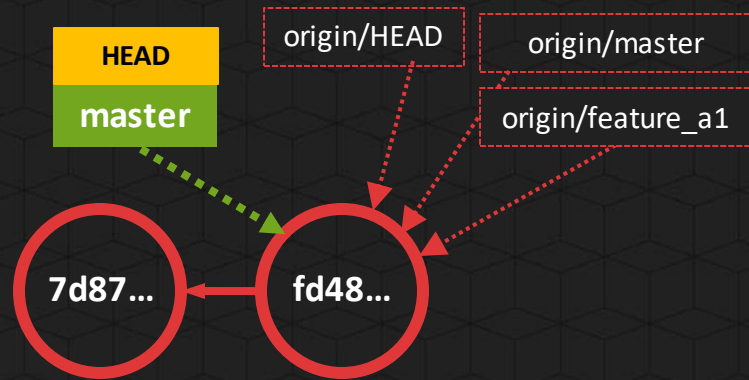 HEAD
master
origin/HEAD
origin/master
origin/feature_a1
7d87...
fd48...